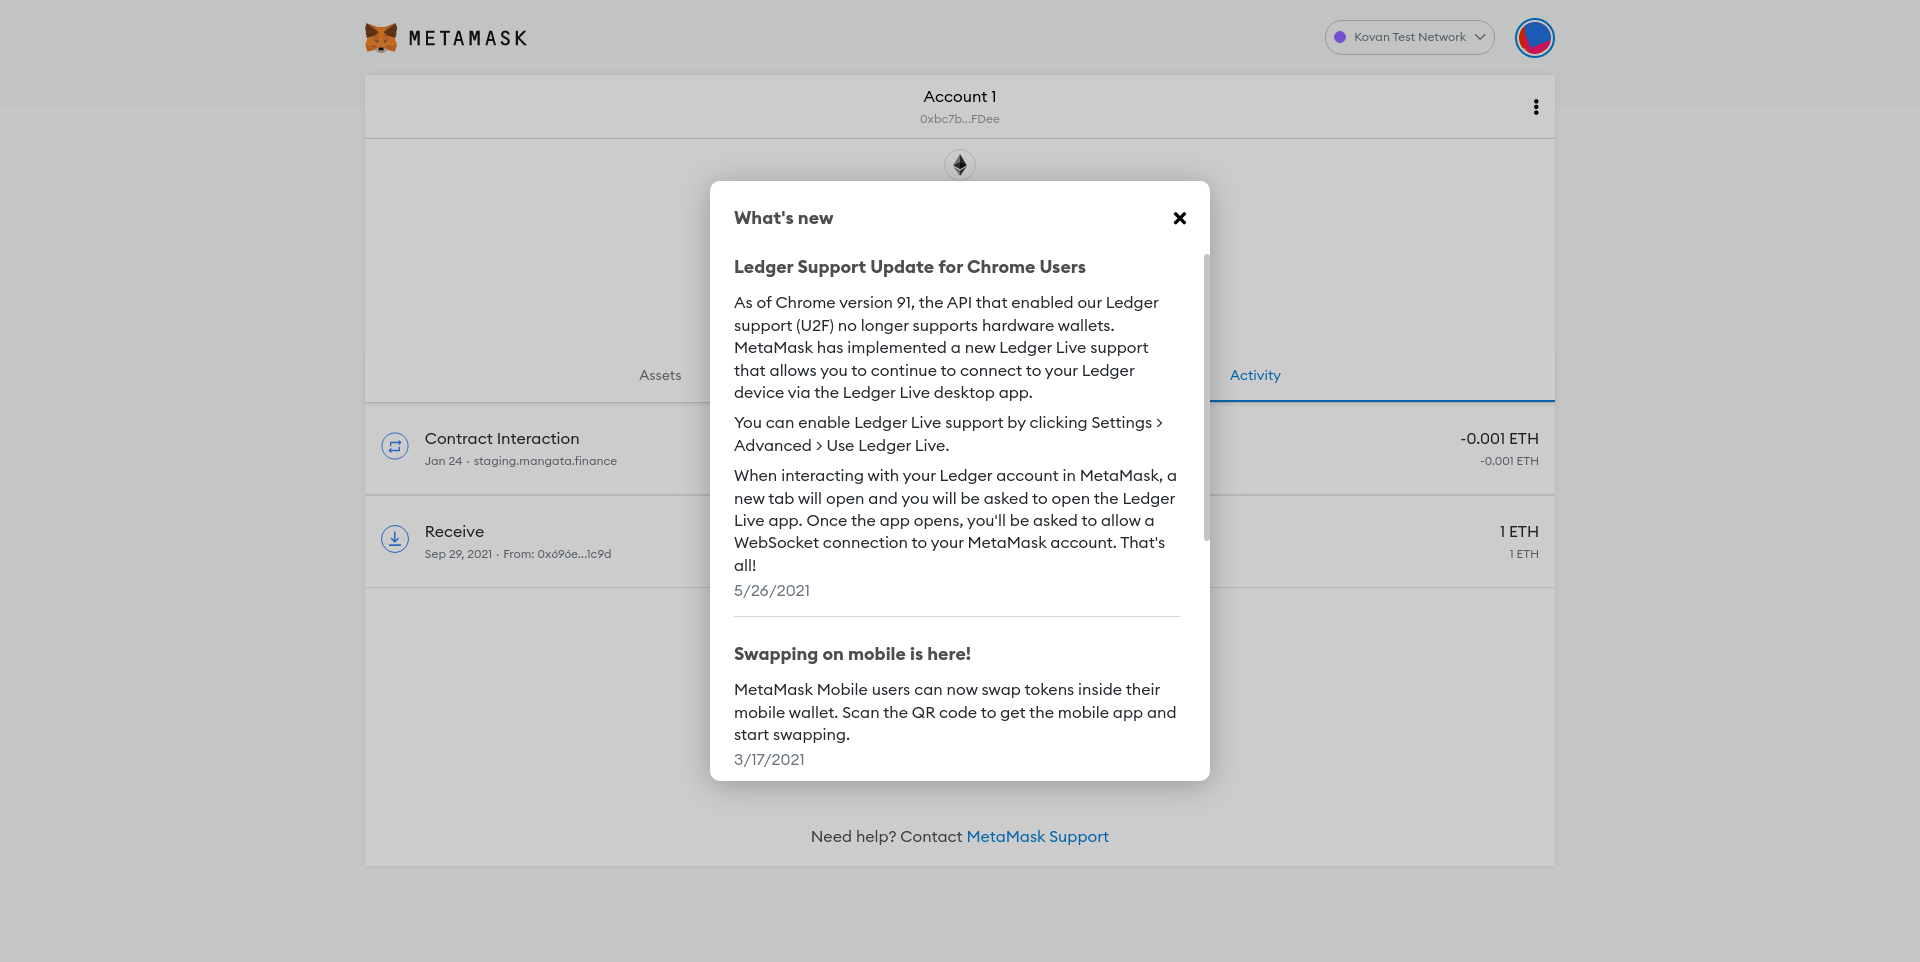 METAMASK
Kovan Test Network
Account 1
0xbc7b...FDee
What's new
Ledger Support Update for Chrome Users
As of Chrome version 91, the API that enabled our Ledger
support (U2F) no longer supports hardware wallets.
MetaMask has implemented a new Ledger Live support
that allows you to continue to connect to your Ledger
device via the Ledger Live desktop app.
You can enable Ledger Live support by clicking Settings >
Advanced > Use Ledger Live.
When interacting with your Ledger account in MetaMask, a
new tab will open and you will be asked to open the Ledger
Live app. Once the app opens, you'll be asked to allow a
WebSocket connection to your MetaMask account. That's
all!
5/26/2021
Swapping on mobile is here!
MetaMask Mobile users can now swap tokens inside their
mobile wallet. Scan the QR code to get the mobile app and
start swapping.
3/17/2021
Assets
Activity
Contract Interaction
Jan 24 · staging.mangata.finance
-0.001 ETH
-0.001 ETH
Receive
Sep 29, 2021 · From: 0x696e...1c9d
1 ETH
1 ETH
Need help? Contact MetaMask Support